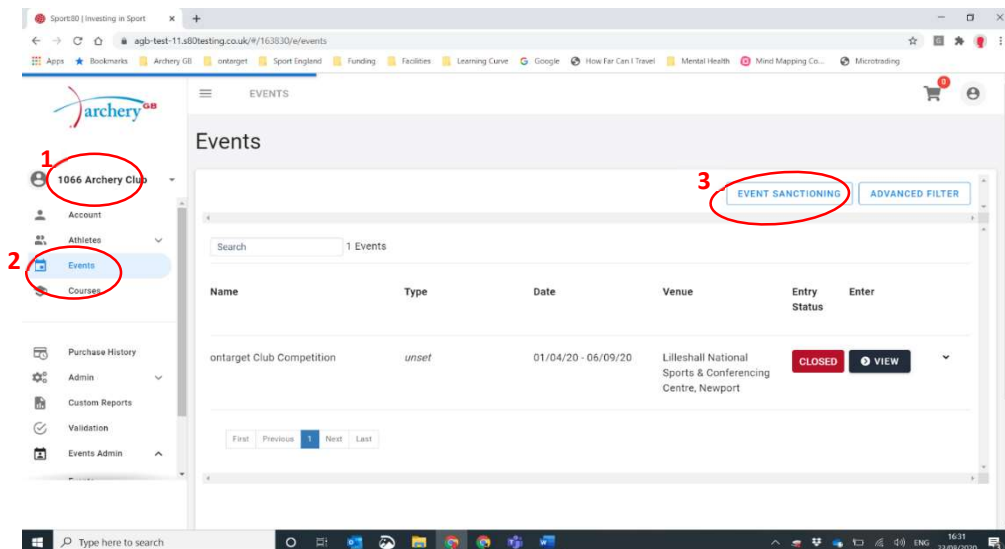 Sport:80 | Investing in Sport
agb-test-11.s80testing.co.uk/#/163830/e/events
Apps Bookmarks Archery GB ontarget Sport England Funding Facilities Learning Curve Google How Far Can I Travel Mental Health Mind Mapping Co... Microtrading
archery GB
EVENTS
0
Events
1
1066 Archery Club
Account
Athletes
2
Events
Courses
Purchase History
Admin
Custom Reports
Validation
Events Admin
3
EVENT SANCTIONING
ADVANCED FILTER
Search
1 Events
Name Type Date Venue Entry Status Enter
ontarget Club Competition unset 01/04/20 - 06/09/20 Lilleshall National
Sports & Conferencing
Centre, Newport
CLOSED VIEW
First Previous 1 Next Last
Type here to search
ENG
16:31